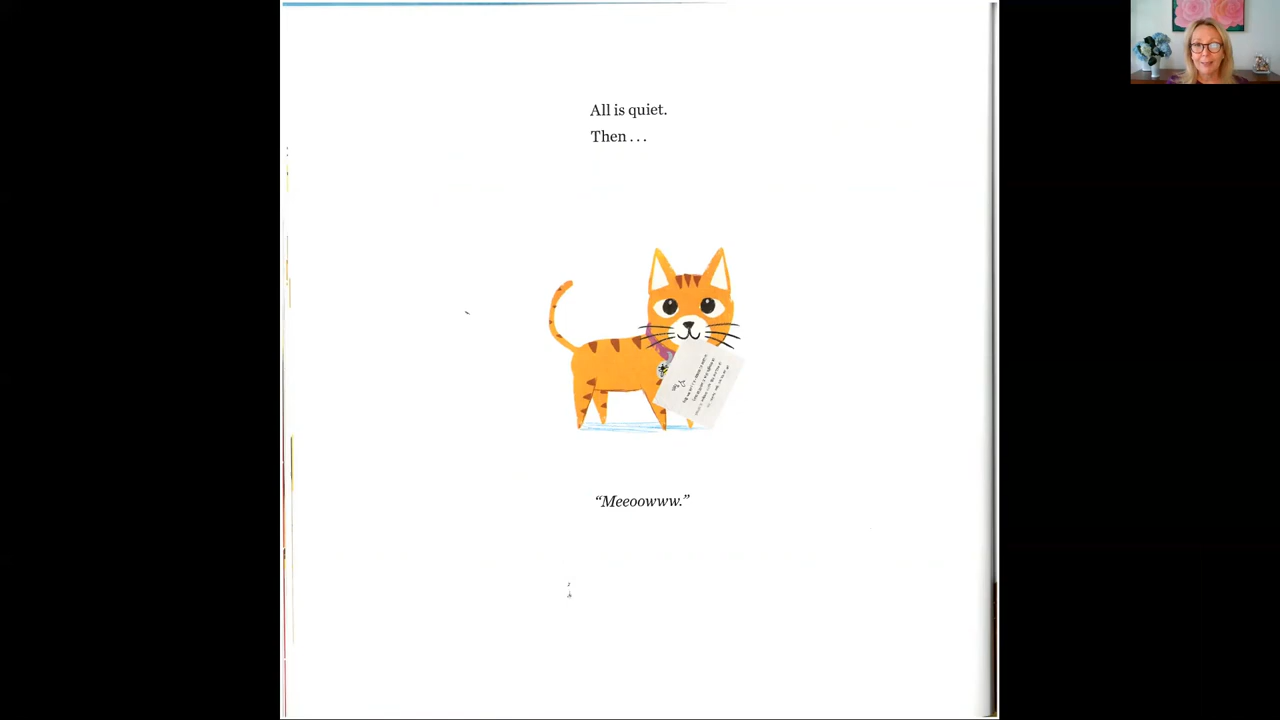 All is quiet.
Then . . .
“Meeoowww.”